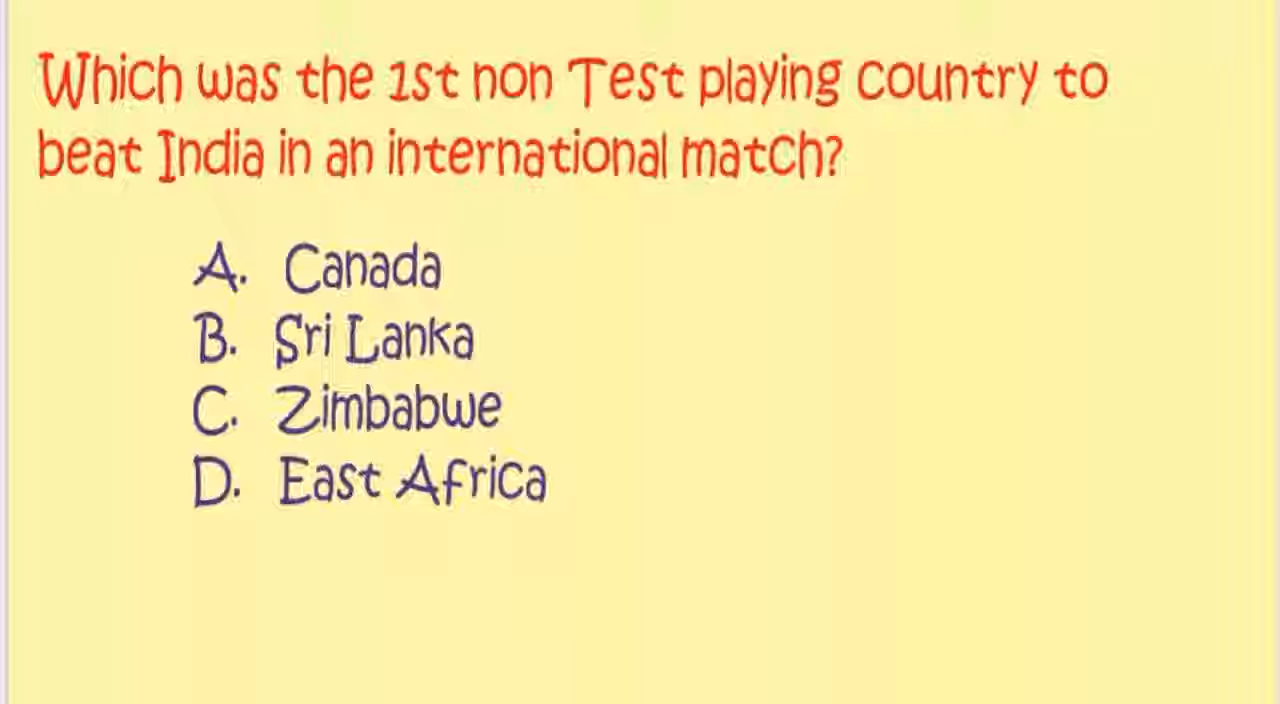 Which was the 1st non Test playing country to
beat India in an international match?
A. Canada
B. Sri Lanka
C. Zimbabwe
D. East Africa